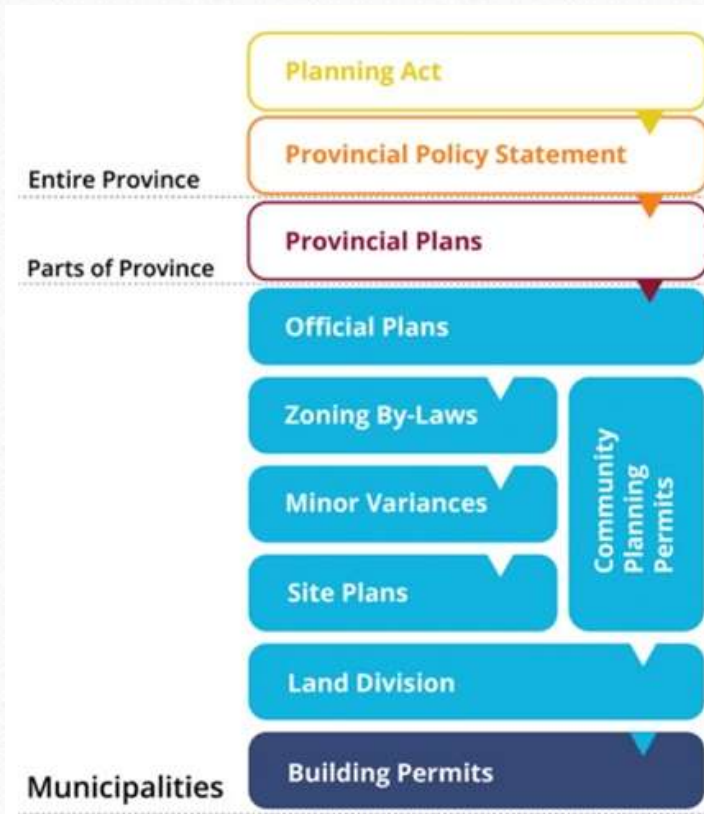 Planning Act
Provincial Policy Statement
Entire Province
Provincial Plans
Parts of Province
Official Plans
Zoning By-Laws
Minor Variances
Site Plans
Community
Planning
Permits
Land Division
Building Permits
Municipalities